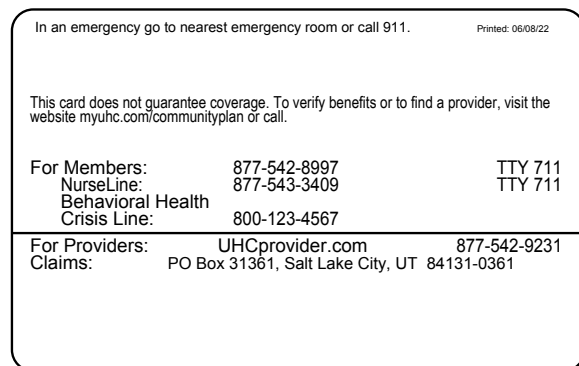 In an emergency go to nearest emergency room or call 911. Printed: 06/08/22
This card does not guarantee coverage. To verify benefits or to find a provider, visit the
website myuhc.com/communityplan or call.
For Members: 877-542-8997 TTY 711
NurseLine: 877-543-3409 TTY 711
Behavioral Health
Crisis Line: 800-123-4567
For Providers: UHCprovider.com 877-542-9231
Claims: PO Box 31361, Salt Lake City, UT 84131-0361